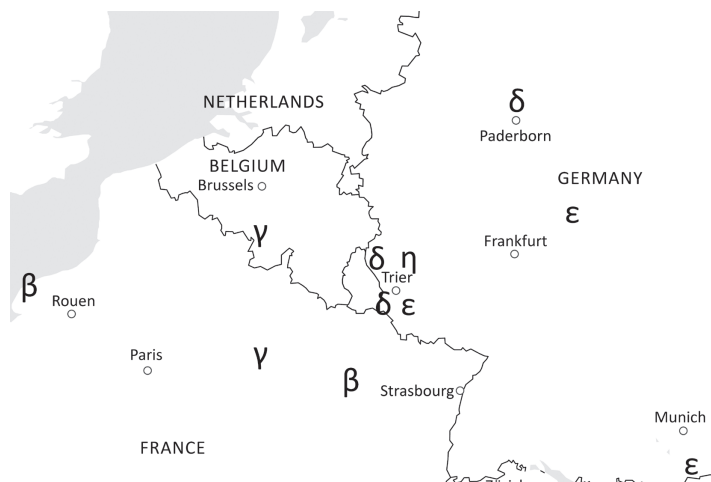 NETHERLANDS
δ
Paderborn
BELGIUM
GERMANY
Brussels
ε
γ
Frankfurt
δ η
Trier
β
Rouen
δ ε
Paris
γ
β
Strasbourg
Munich
FRANCE
ε